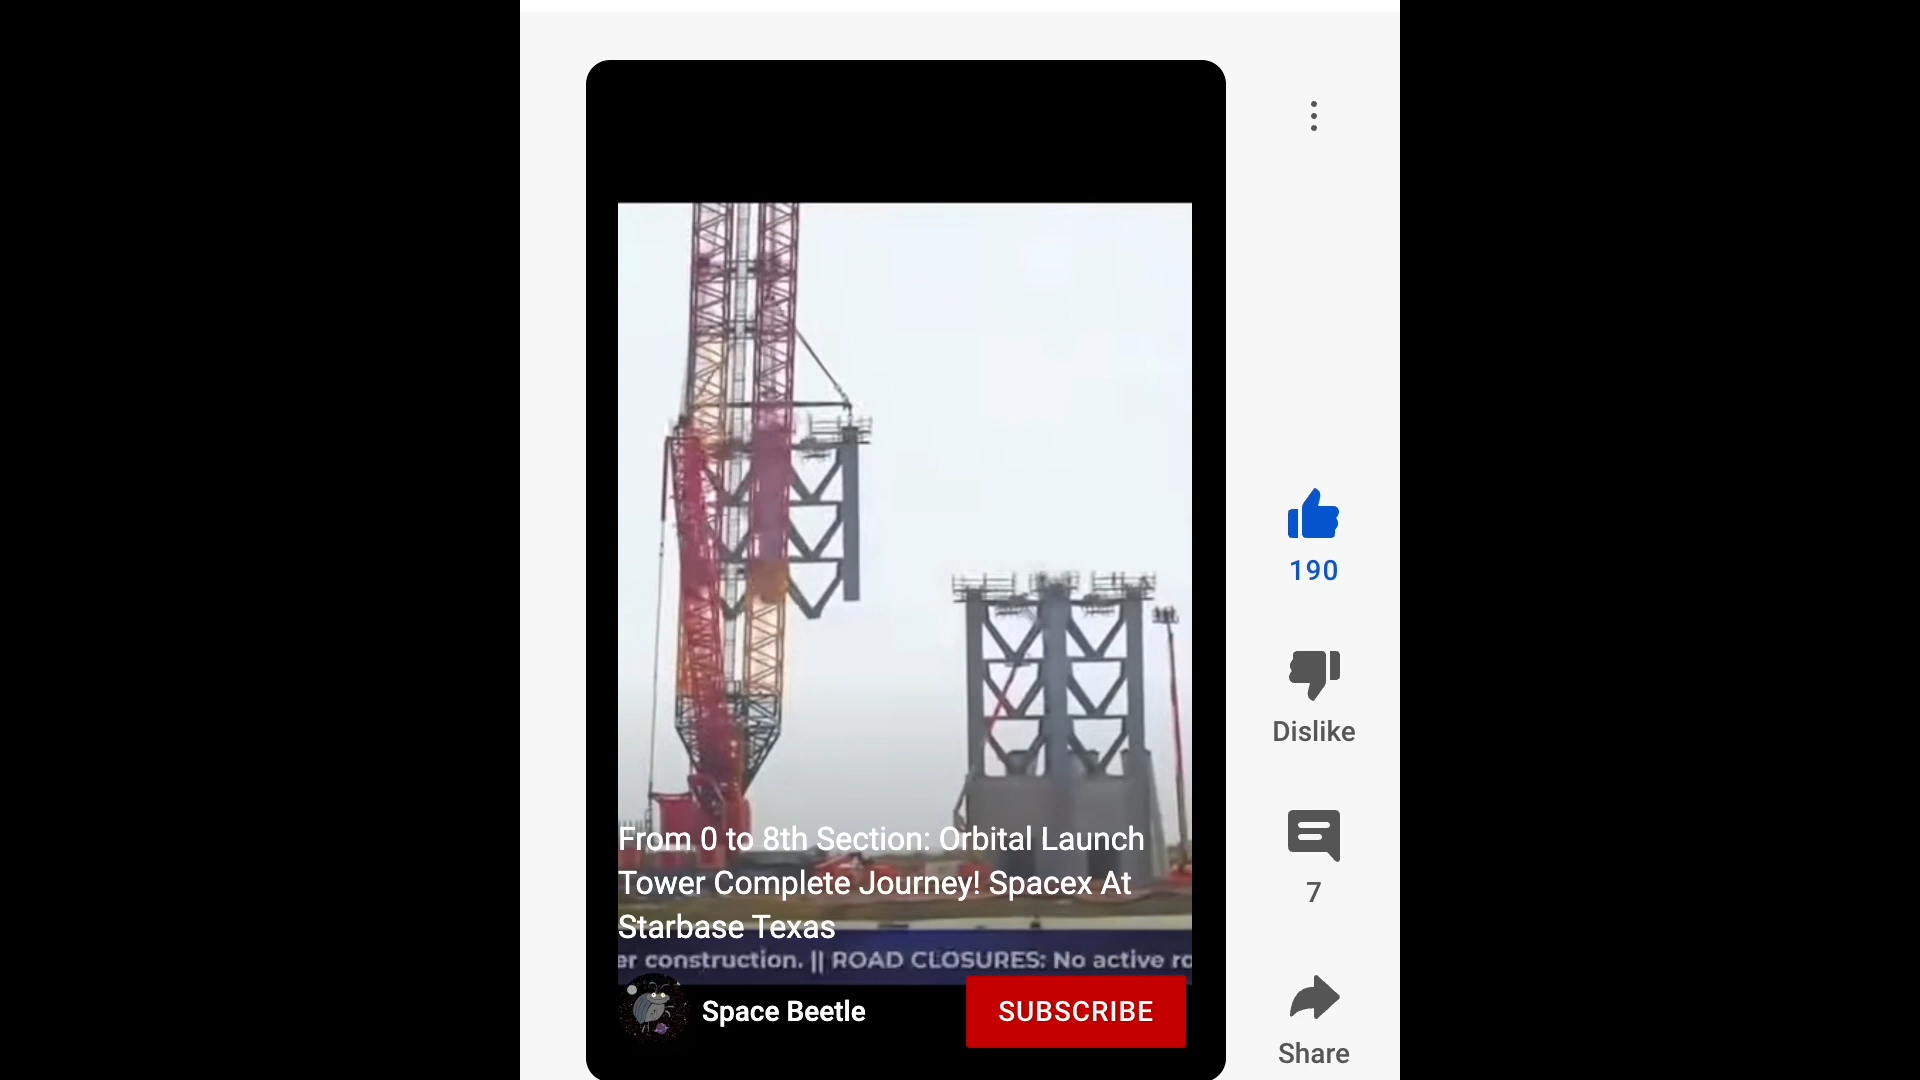 From 0 to 8th Section: Orbital Launch
Tower Complete Journey! Spacex At
Starbase Texas
er construction. || ROAD CLOSURES: No active ro
Space Beetle
SUBSCRIBE
190
Dislike
7
Share